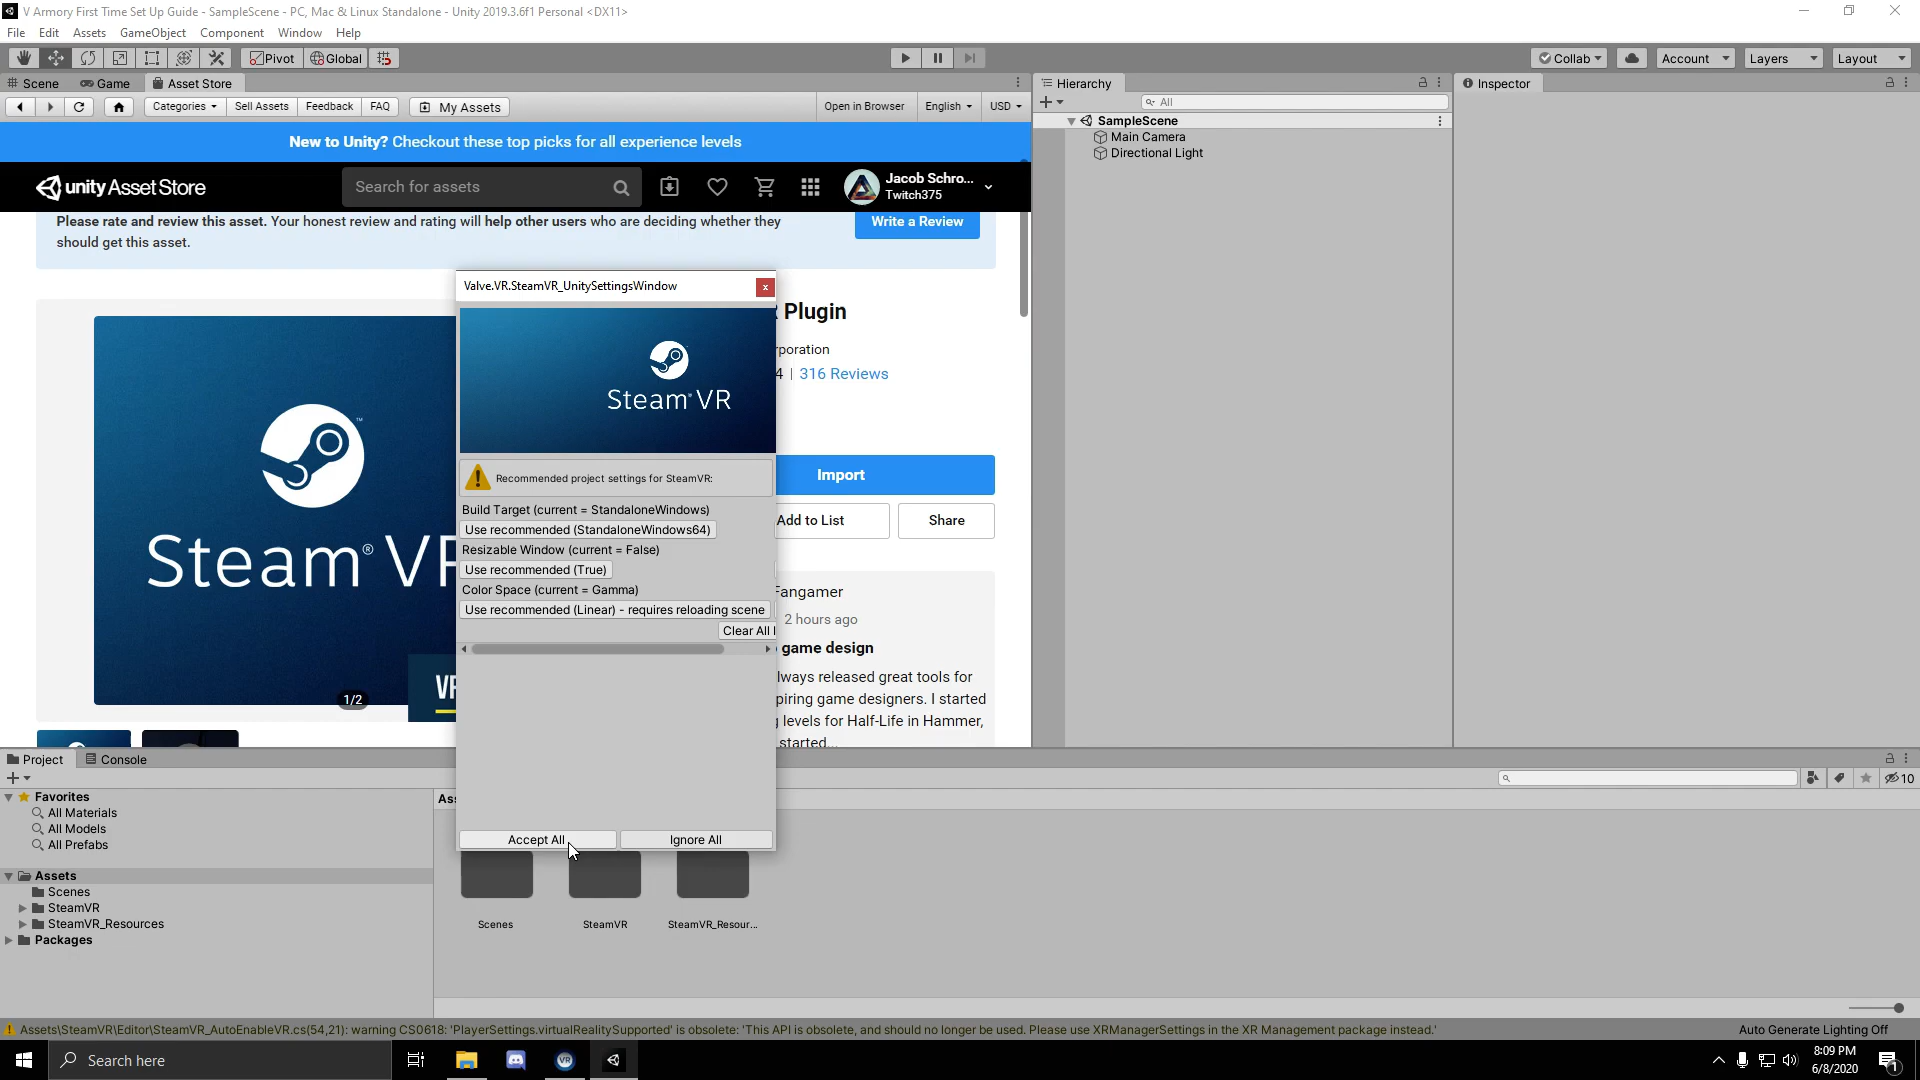 V Armory First Time Set Up Guide - SampleScene - PC, Mac & Linux Standalone - Unity 2019.3.6f1 Personal <DX11>
File Edit Assets GameObject Component Window Help
Pivot Global Collab Account Layers Layout
Scene Game Asset Store
Categories Sell Assets Feedback FAQ My Assets Open in Browser English USD
New to Unity? Checkout these top picks for all experience levels
unity Asset Store
Search for assets
Jacob Schro...
Twitch375
Please rate and review this asset. Your honest review and rating will help other users who are deciding whether they
should get this asset.
Write a Review
Steam® VR
1/2
Plugin
poration
4 | 316 Reviews
Import
Add to List Share
Fangamer
2 hours ago
game design
lways released great tools for
piring game designers. I started
levels for Half-Life in Hammer,
started...
Valve.VR.SteamVR_UnitySettingsWindow
x
Steam®VR
Recommended project settings for SteamVR:
Build Target (current = StandaloneWindows)
Use recommended (StandaloneWindows64)
Resizable Window (current = False)
Use recommended (True)
Color Space (current = Gamma)
Use recommended (Linear) - requires reloading scene
Clear All
Accept All Ignore All
Hierarchy
All
SampleScene
Main Camera
Directional Light
Inspector
Project Console
10
Favorites
All Materials
All Models
All Prefabs
Assets
Scenes
SteamVR
SteamVR_Resources
Packages
Ass
Scenes SteamVR SteamVR_Resour...
Assets\SteamVR\Editor\SteamVR_AutoEnableVR.cs(54,21): warning CS0618: 'PlayerSettings.virtualRealitySupported' is obsolete: 'This API is obsolete, and should no longer be used. Please use XRManagerSettings in the XR Management package instead.'
Auto Generate Lighting Off
Search here
VR
8:09 PM
6/8/2020
1